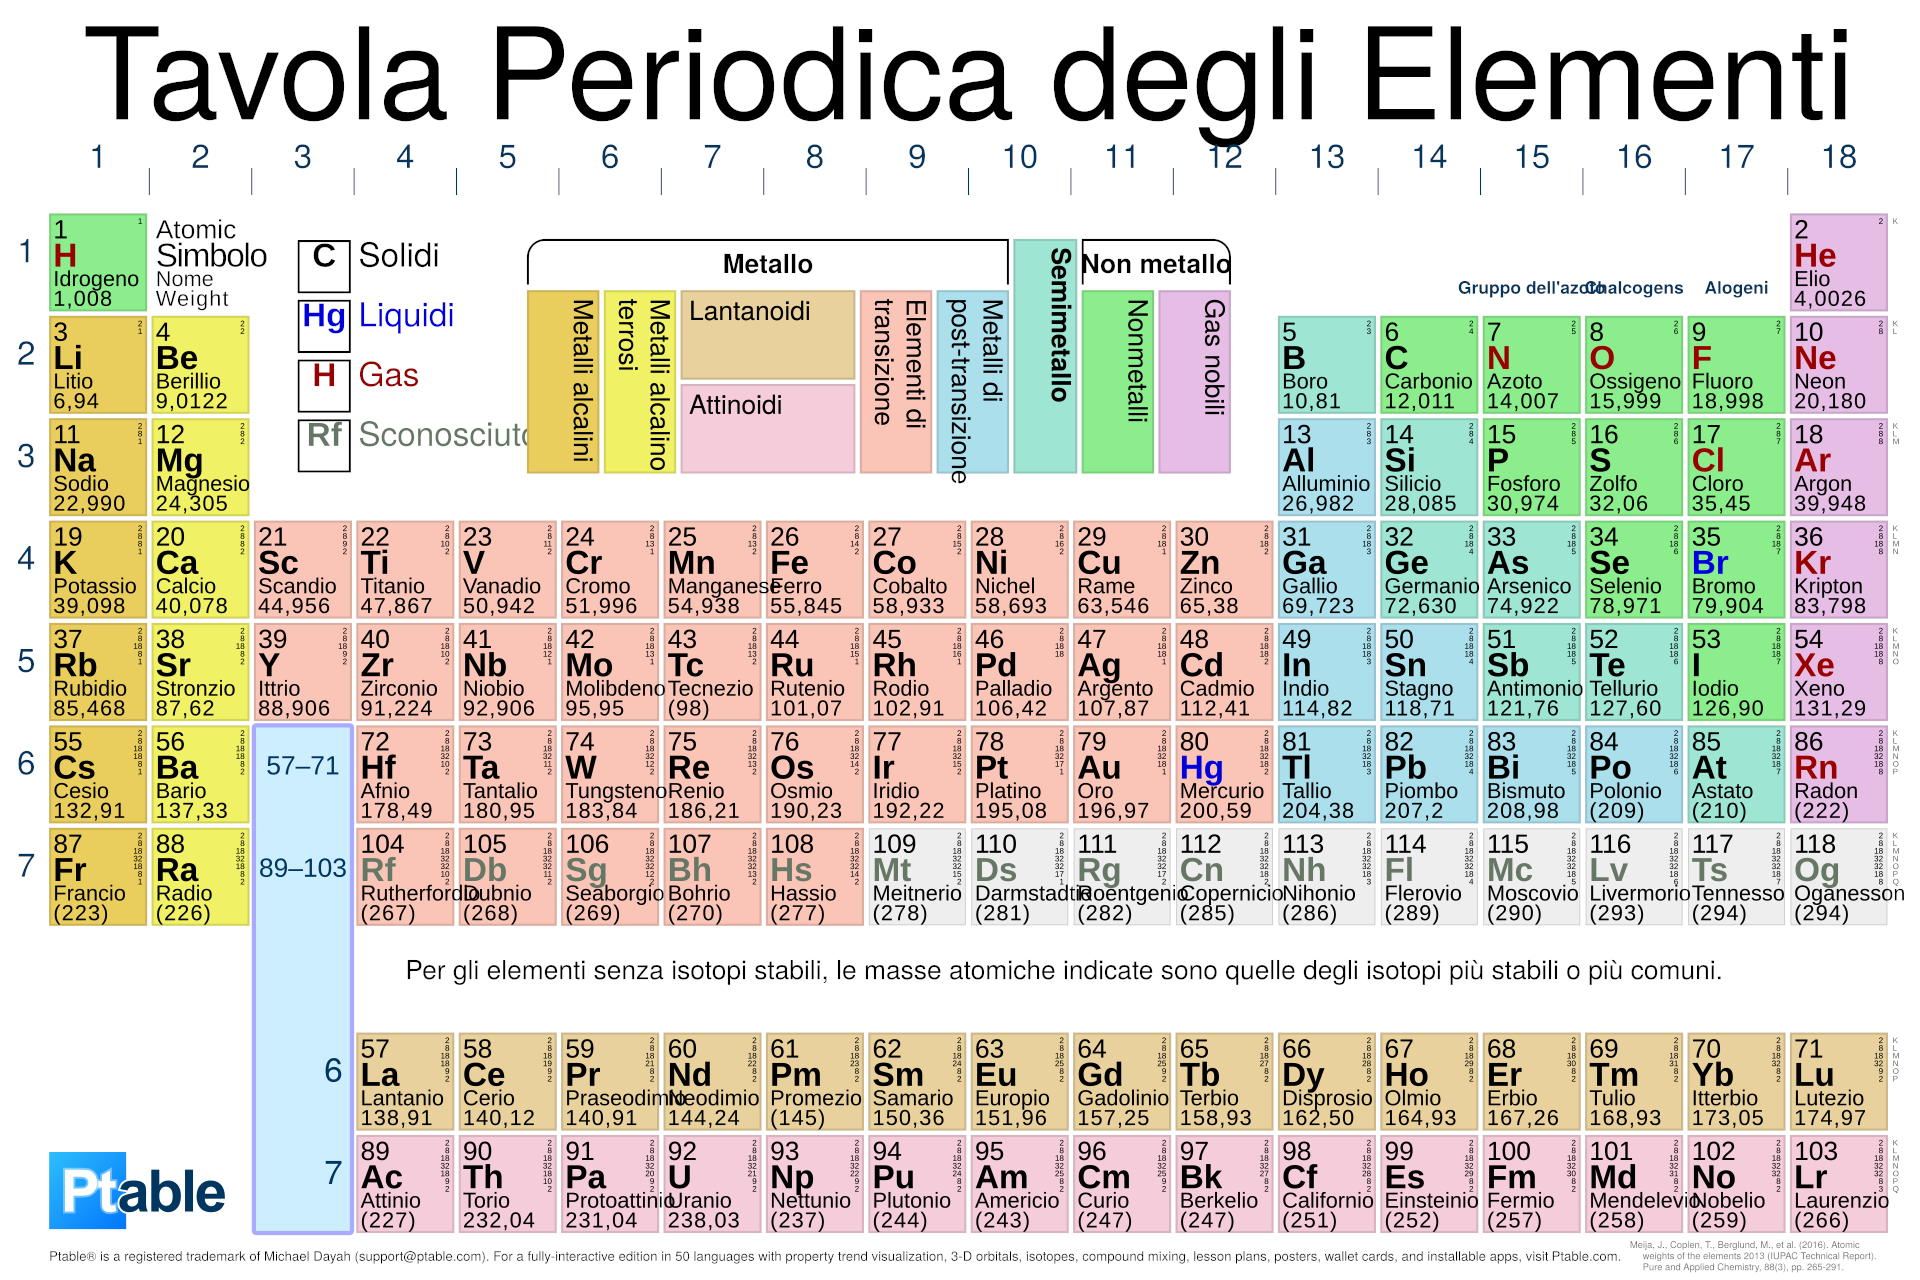 Tavola Periodica degli Elementi
1 2 3 4 5 6 7 8 9 10 11 12 13 14 15 16 17 18
1
1 H Idrogeno 1,008
Atomic
Simbolo
Nome
Weight
C Solidi
Hg Liquidi
H Gas
Rf Sconosciuto
Metallo
Metalli alcalini
Metalli alcalino terrosi
Lantanoidi
Attinoidi
Elementi di transizione
Metalli di post-transizione
Semimetallo
Non metallo
Nonmetalli
Gas nobili
Gruppo dell'azoto
Chalcogens
Alogeni
2 He Elio 4,0026
2
3 Li Litio 6,94
4 Be Berillio 9,0122
5 B Boro 10,81
6 C Carbonio 12,011
7 N Azoto 14,007
8 O Ossigeno 15,999
9 F Fluoro 18,998
10 Ne Neon 20,180
3
11 Na Sodio 22,990
12 Mg Magnesio 24,305
13 Al Alluminio 26,982
14 Si Silicio 28,085
15 P Fosforo 30,974
16 S Zolfo 32,06
17 Cl Cloro 35,45
18 Ar Argon 39,948
4
19 K Potassio 39,098
20 Ca Calcio 40,078
21 Sc Scandio 44,956
22 Ti Titanio 47,867
23 V Vanadio 50,942
24 Cr Cromo 51,996
25 Mn Manganese 54,938
26 Fe Ferro 55,845
27 Co Cobalto 58,933
28 Ni Nichel 58,693
29 Cu Rame 63,546
30 Zn Zinco 65,38
31 Ga Gallio 69,723
32 Ge Germanio 72,630
33 As Arsenico 74,922
34 Se Selenio 78,971
35 Br Bromo 79,904
36 Kr Kripton 83,798
5
37 Rb Rubidio 85,468
38 Sr Stronzio 87,62
39 Y Ittrio 88,906
40 Zr Zirconio 91,224
41 Nb Niobio 92,906
42 Mo Molibdeno 95,95
43 Tc Tecnezio (98)
44 Ru Rutenio 101,07
45 Rh Rodio 102,91
46 Pd Palladio 106,42
47 Ag Argento 107,87
48 Cd Cadmio 112,41
49 In Indio 114,82
50 Sn Stagno 118,71
51 Sb Antimonio 121,76
52 Te Tellurio 127,60
53 I Iodio 126,90
54 Xe Xeno 131,29
6
55 Cs Cesio 132,91
56 Ba Bario 137,33
57–71
72 Hf Afnio 178,49
73 Ta Tantalio 180,95
74 W Tungsteno 183,84
75 Re Renio 186,21
76 Os Osmio 190,23
77 Ir Iridio 192,22
78 Pt Platino 195,08
79 Au Oro 196,97
80 Hg Mercurio 200,59
81 Tl Tallio 204,38
82 Pb Piombo 207,2
83 Bi Bismuto 208,98
84 Po Polonio (209)
85 At Astato (210)
86 Rn Radon (222)
7
87 Fr Francio (223)
88 Ra Radio (226)
89–103
104 Rf Rutherfordio (267)
105 Db Dubnio (268)
106 Sg Seaborgio (269)
107 Bh Bohrio (270)
108 Hs Hassio (277)
109 Mt Meitnerio (278)
110 Ds Darmstadtio (281)
111 Rg Roentgenio (282)
112 Cn Copernicio (285)
113 Nh Nihonio (286)
114 Fl Flerovio (289)
115 Mc Moscovio (290)
116 Lv Livermorio (293)
117 Ts Tennesso (294)
118 Og Oganesson (294)
Per gli elementi senza isotopi stabili, le masse atomiche indicate sono quelle degli isotopi più stabili o più comuni.
6
57 La Lantanio 138,91
58 Ce Cerio 140,12
59 Pr Praseodimio 140,91
60 Nd Neodimio 144,24
61 Pm Promezio (145)
62 Sm Samario 150,36
63 Eu Europio 151,96
64 Gd Gadolinio 157,25
65 Tb Terbio 158,93
66 Dy Disprosio 162,50
67 Ho Olmio 164,93
68 Er Erbio 167,26
69 Tm Tulio 168,93
70 Yb Itterbio 173,05
71 Lu Lutezio 174,97
7
89 Ac Attinio (227)
90 Th Torio 232,04
91 Pa Protoattinio 231,04
92 U Uranio 238,03
93 Np Nettunio (237)
94 Pu Plutonio (244)
95 Am Americio (243)
96 Cm Curio (247)
97 Bk Berkelio (247)
98 Cf Californio (251)
99 Es Einsteinio (252)
100 Fm Fermio (257)
101 Md Mendelevio (258)
102 No Nobelio (259)
103 Lr Laurenzio (266)
Ptable
Ptable® is a registered trademark of Michael Dayah (support@ptable.com). For a fully-interactive edition in 50 languages with property trend visualization, 3-D orbitals, isotopes, compound mixing, lesson plans, posters, wallet cards, and installable apps, visit Ptable.com.
Meija, J., Coplen, T., Berglund, M., et al. (2016). Atomic
weights of the elements 2013 (IUPAC Technical Report).
Pure and Applied Chemistry, 88(3), pp. 265-291.